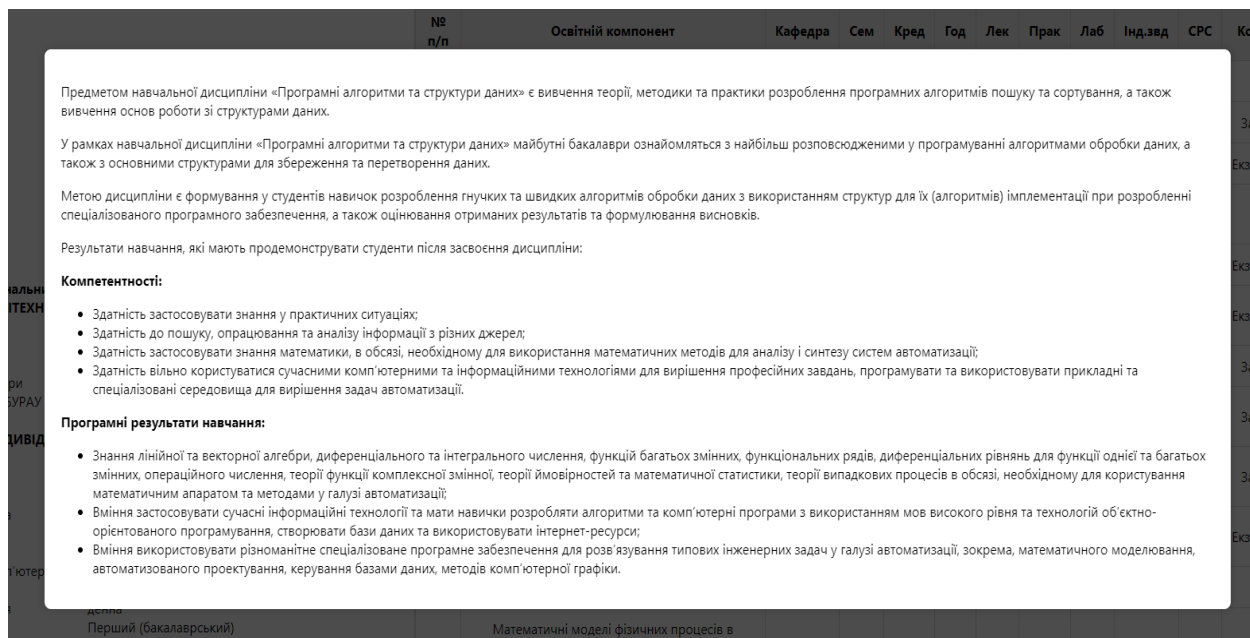 №
п/п
Освітній компонент
Кафедра
Сем
Кред
Год
Лек
Прак
Лаб
Інд.звд
СРС
Предметом навчальної дисципліни «Програмні алгоритми та структури даних» є вивчення теорії, методики та практики розроблення програмних алгоритмів пошуку та сортування, а також
вивчення основ роботи зі структурами даних.
У рамках навчальної дисципліни «Програмні алгоритми та структури даних» майбутні бакалаври ознайомляться з найбільш розповсюдженими у програмуванні алгоритмами обробки даних, а
також з основними структурами для збереження та перетворення даних.
Метою дисципліни є формування у студентів навичок розроблення гнучких та швидких алгоритмів обробки даних з використанням структур для їх (алгоритмів) імплементації при розробленні
спеціалізованого програмного забезпечення, а також оцінювання отриманих результатів та формулювання висновків.
Результати навчання, які мають продемонструвати студенти після засвоєння дисципліни:
Компетентності:
• Здатність застосовувати знання у практичних ситуаціях;
• Здатність до пошуку, опрацювання та аналізу інформації з різних джерел;
• Здатність застосовувати знання математики, в обсязі, необхідному для використання математичних методів для аналізу і синтезу систем автоматизації;
• Здатність вільно користуватися сучасними комп'ютерними та інформаційними технологіями для вирішення професійних завдань, програмувати та використовувати прикладні та
спеціалізовані середовища для вирішення задач автоматизації.
Програмні результати навчання:
• Знання лінійної та векторної алгебри, диференціального та інтегрального числення, функцій багатьох змінних, функціональних рядів, диференціальних рівнянь для функції однієї та багатьох
змінних, операційного числення, теорії функції комплексної змінної, теорії ймовірностей та математичної статистики, теорії випадкових процесів в обсязі, необхідному для користування
математичним апаратом та методами у галузі автоматизації;
• Вміння застосовувати сучасні інформаційні технології та мати навички розробляти алгоритми та комп'ютерні програми з використанням мов високого рівня та технологій об'єктно-
орієнтованого програмування, створювати бази даних та використовувати інтернет-ресурси;
• Вміння використовувати різноманітне спеціалізоване програмне забезпечення для розв'язування типових інженерних задач у галузі автоматизації, зокрема, математичного моделювання,
автоматизованого проектування, керування базами даних, методів комп'ютерної графіки.
Перший (бакалаврський)
Математичні моделі фізичних процесів в